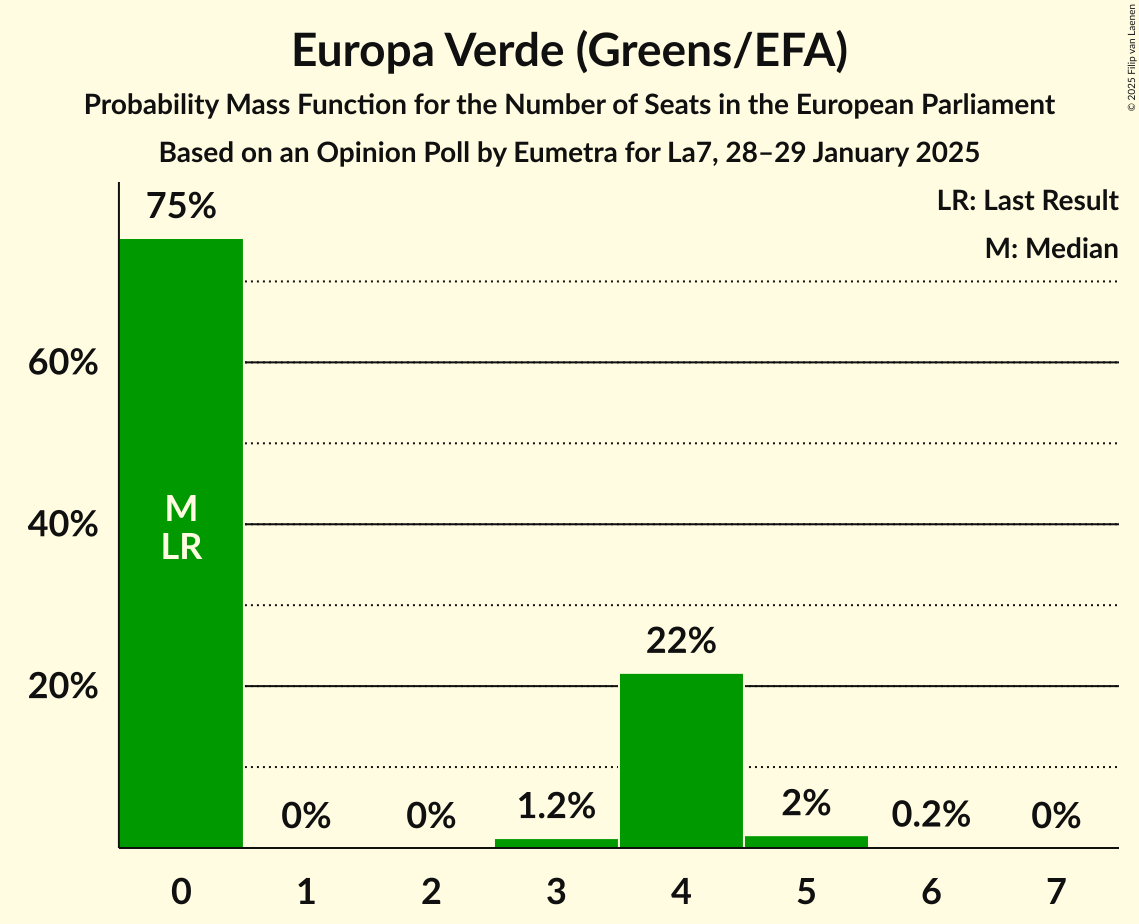 Europa Verde (Greens/EFA)
Probability Mass Function for the Number of Seats in the European Parliament
Based on an Opinion Poll by Eumetra for La7, 28–29 January 2025
© 2025 Filip van Laenen
LR: Last Result
M: Median
75%
60%
40%
20%
M
LR
0%
0%
1.2%
22%
2%
0.2%
0%
0
1
2
3
4
5
6
7